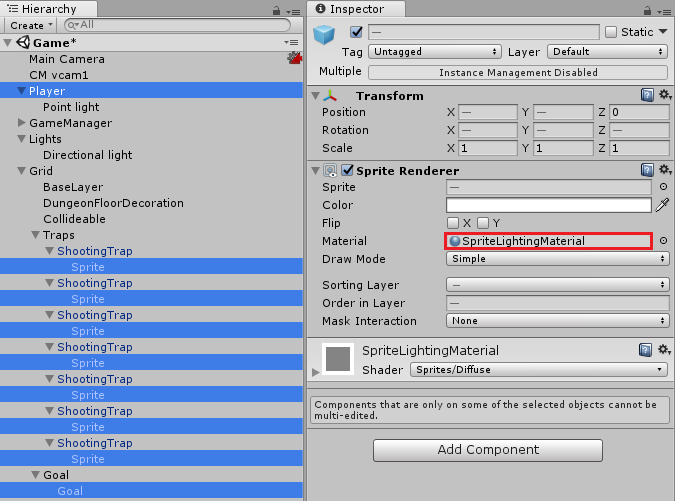 Hierarchy
Create
All
Game*
Main Camera
CM vcam1
Player
Point light
GameManager
Lights
Directional light
Grid
BaseLayer
DungeonFloorDecoration
Collideable
Traps
ShootingTrap
Sprite
ShootingTrap
Sprite
ShootingTrap
Sprite
ShootingTrap
Sprite
ShootingTrap
Sprite
ShootingTrap
Sprite
ShootingTrap
Sprite
Goal
Goal
Inspector
— Static
Tag Untagged Layer Default
Multiple Instance Management Disabled
Transform
Position X — Y — Z 0
Rotation X — Y — Z —
Scale X 1 Y 1 Z 1
Sprite Renderer
Sprite —
Color
Flip X Y
Material SpriteLightingMaterial
Draw Mode Simple
Sorting Layer —
Order in Layer —
Mask Interaction None
SpriteLightingMaterial
Shader Sprites/Diffuse
Components that are only on some of the selected objects cannot be
multi-edited.
Add Component